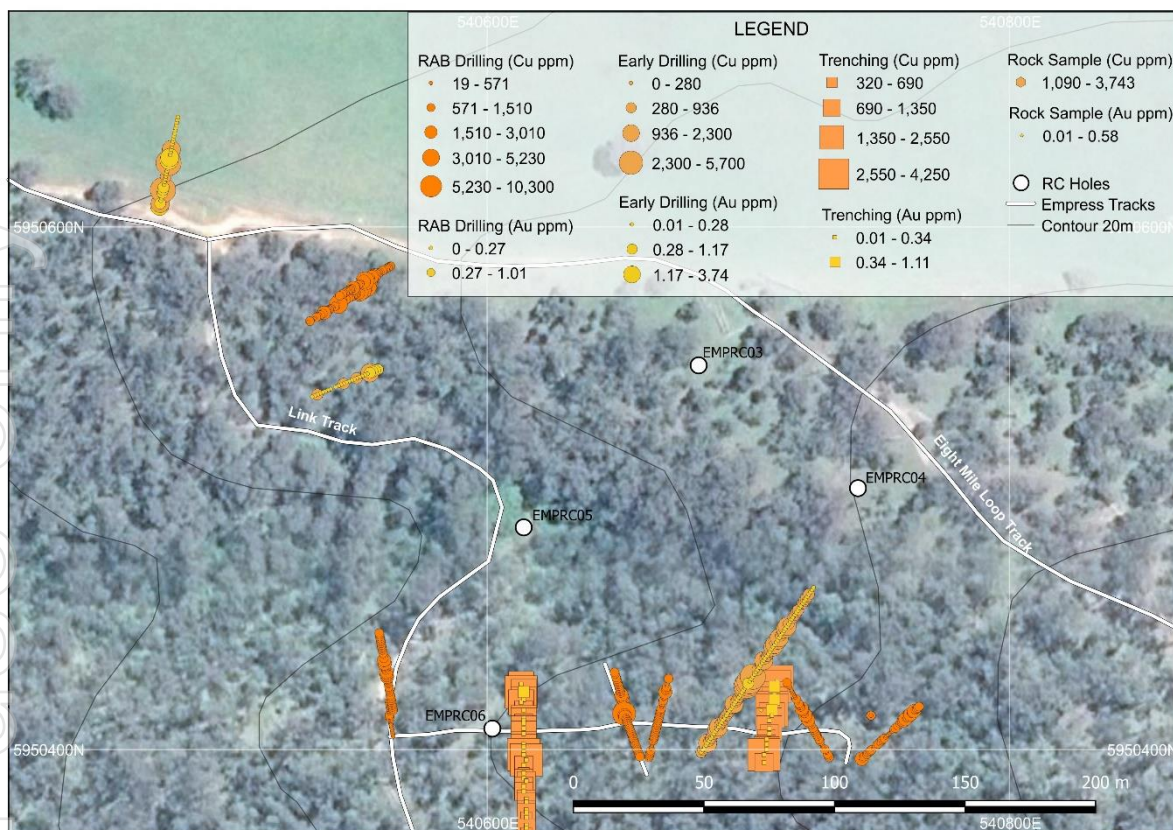 540600E
540800E
LEGEND
RAB Drilling (Cu ppm)
19 - 571
571 - 1,510
1,510 - 3,010
3,010 - 5,230
5,230 - 10,300
RAB Drilling (Au ppm)
0 - 0.27
0.27 - 1.01
Early Drilling (Cu ppm)
0 - 280
280 - 936
936 - 2,300
2,300 - 5,700
Early Drilling (Au ppm)
0.01 - 0.28
0.28 - 1.17
1.17 - 3.74
Trenching (Cu ppm)
320 - 690
690 - 1,350
1,350 - 2,550
2,550 - 4,250
Trenching (Au ppm)
0.01 - 0.34
0.34 - 1.11
Rock Sample (Cu ppm)
1,090 - 3,743
Rock Sample (Au ppm)
0.01 - 0.58
RC Holes
Empress Tracks
Contour 20m
5950600N
5950600N
EMPRC03
Link Track
EMPRC04
Eight Mile Loop Track
EMPRC05
EMPRC06
5950400N
5950400N
0 50 100 150 200 m
540600E
540800E